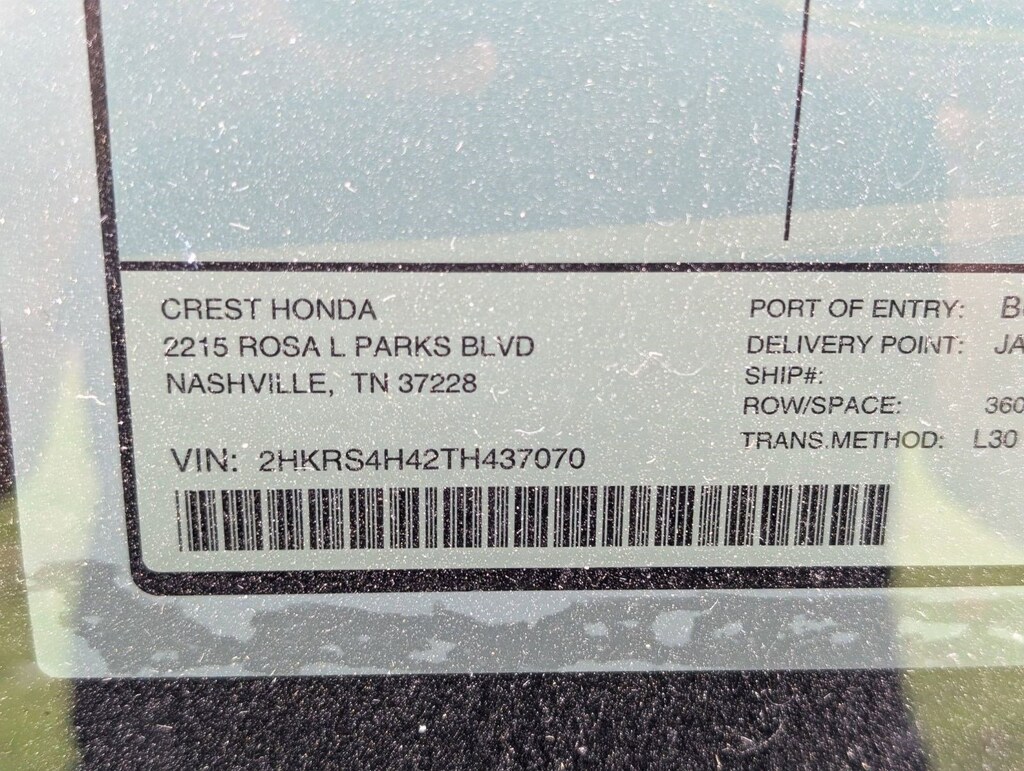 CREST HONDA
2215 ROSA L PARKS BLVD
NASHVILLE, TN 37228
VIN: 2HKRS4H42TH437070
PORT OF ENTRY:
DELIVERY POINT:
SHIP#:
ROW/SPACE: 360
TRANS.METHOD: L30